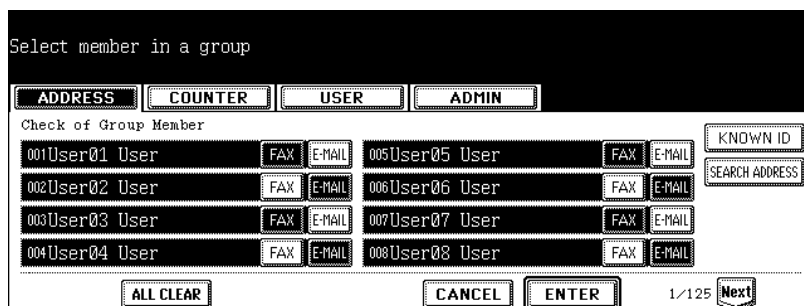 Select member in a group
ADDRESS COUNTER USER ADMIN
Check of Group Member
001User01 User FAX E-MAIL 005User05 User FAX E-MAIL KNOWN ID
002User02 User FAX E-MAIL 006User06 User FAX E-MAIL SEARCH ADDRESS
003User03 User FAX E-MAIL 007User07 User FAX E-MAIL
004User04 User FAX E-MAIL 008User08 User FAX E-MAIL
ALL CLEAR CANCEL ENTER 1/125 Next